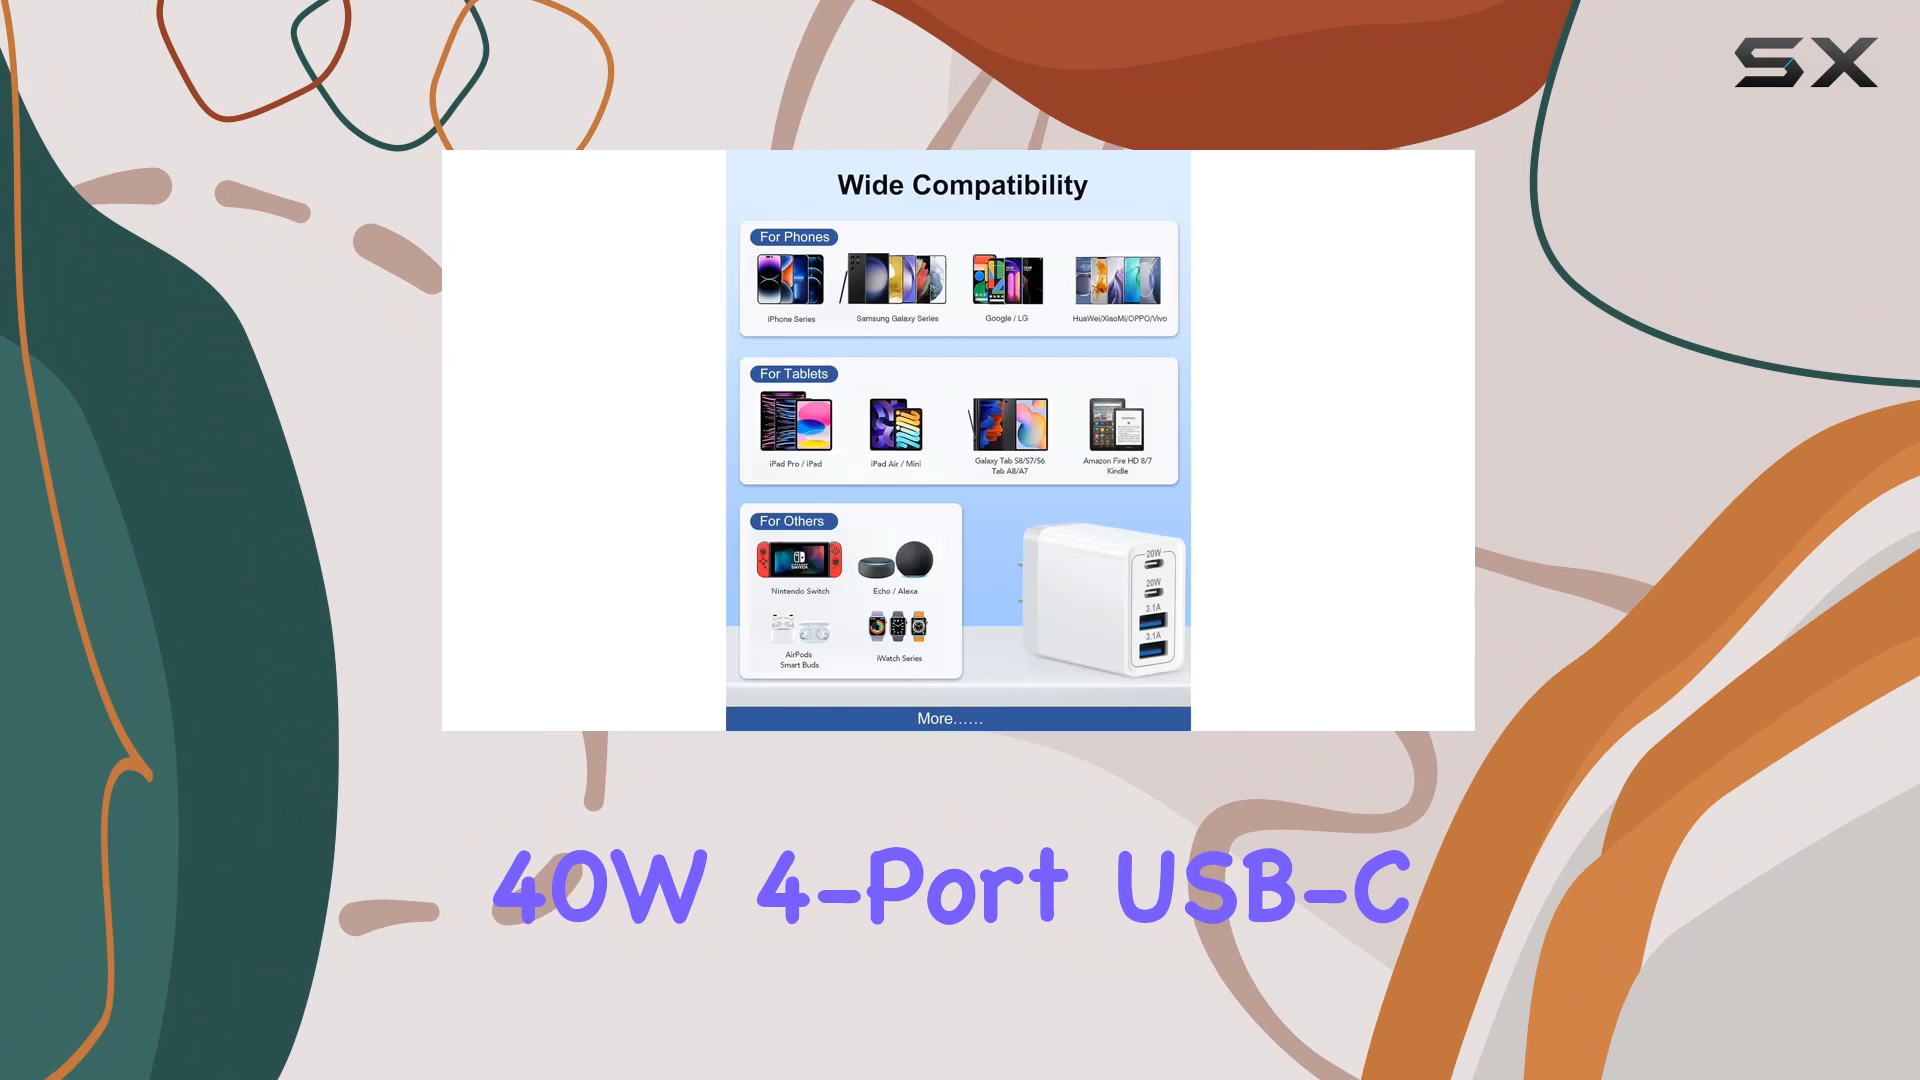 SX
Wide Compatibility
For Phones
iPhone Series
Samsung Galaxy Series
Google / LG
HuaWei/XiaoMi/OPPO/Vivo
For Tablets
iPad Pro / iPad
iPad Air / Mini
Galaxy Tab S8/S7/S6
Tab A8/A7
Amazon Fire HD 8/7
Kindle
For Others
Nintendo Switch
Echo / Alexa
AirPods
Smart Buds
iWatch Series
20W
20W
3.1A
3.1A
More......
40W 4-Port USB-C